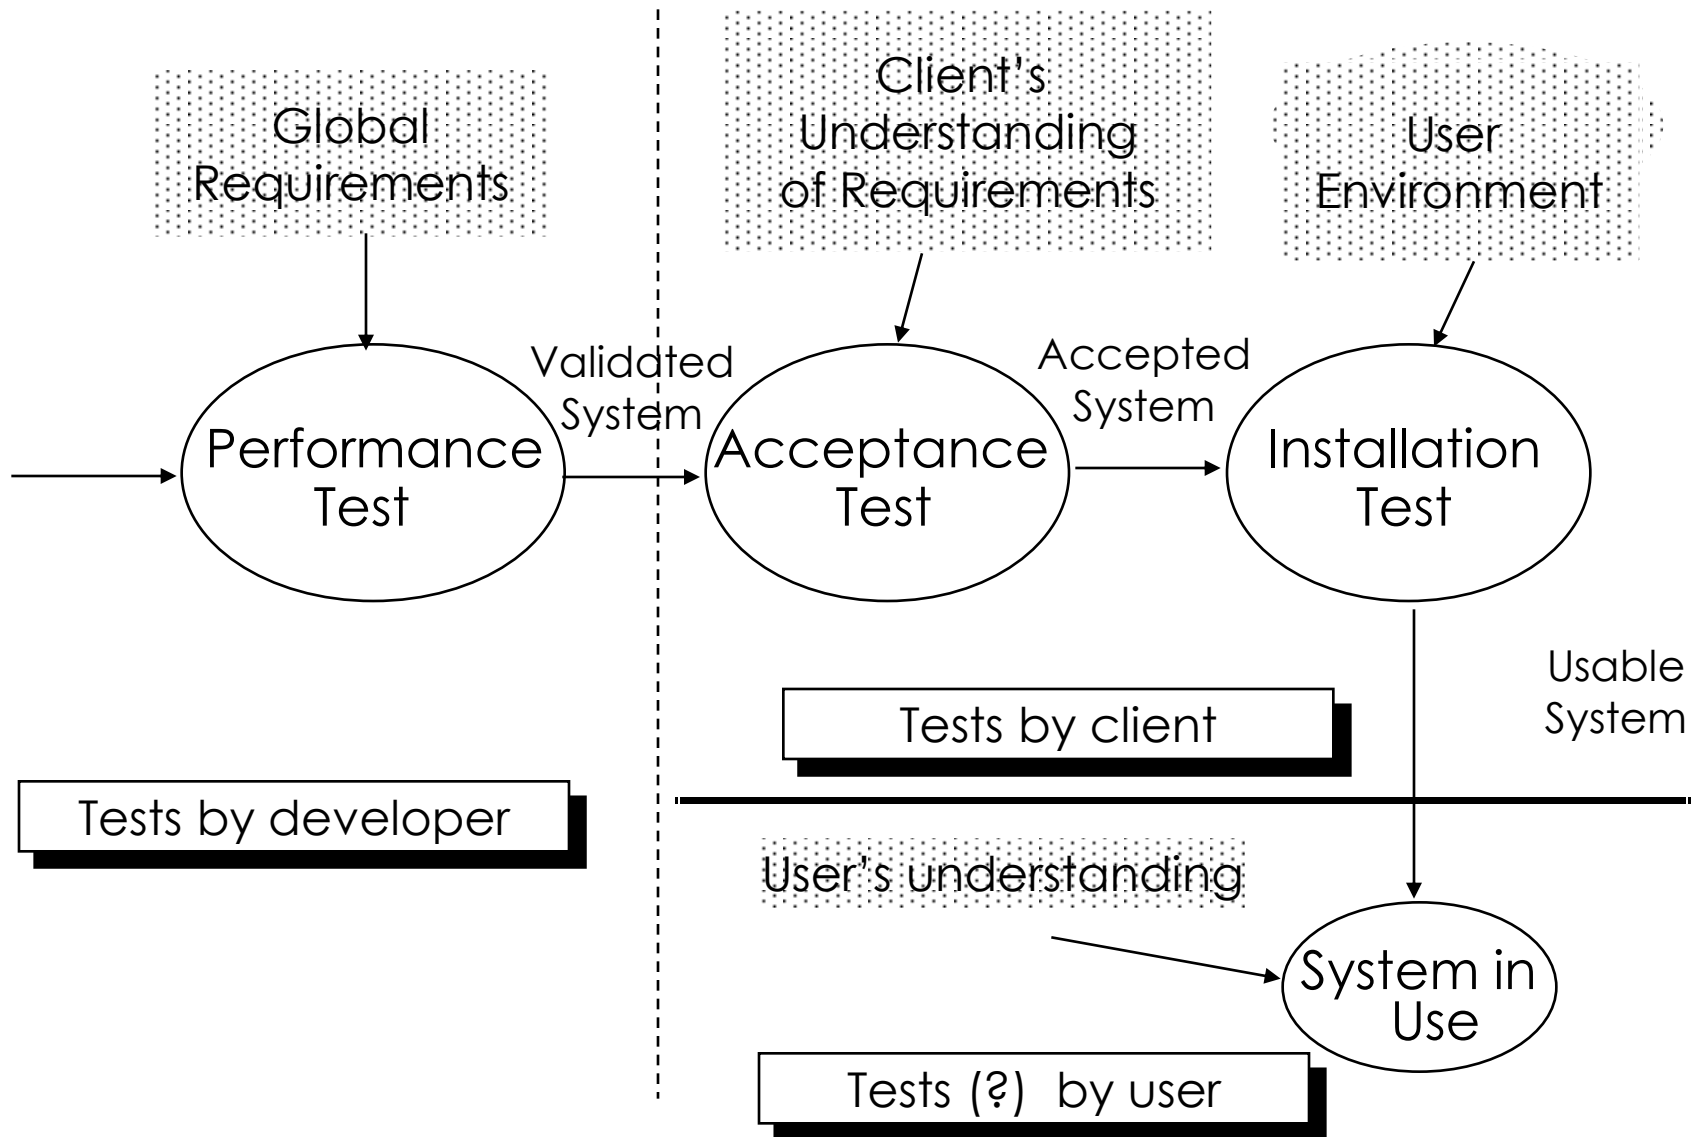 Global
Requirements
Client's
Understanding
of Requirements
User
Environment
Validated
System
Accepted
System
Performance
Test
Acceptance
Test
Installation
Test
Usable
System
Tests by client
Tests by developer
User's understanding
System in
Use
Tests (?)  by user